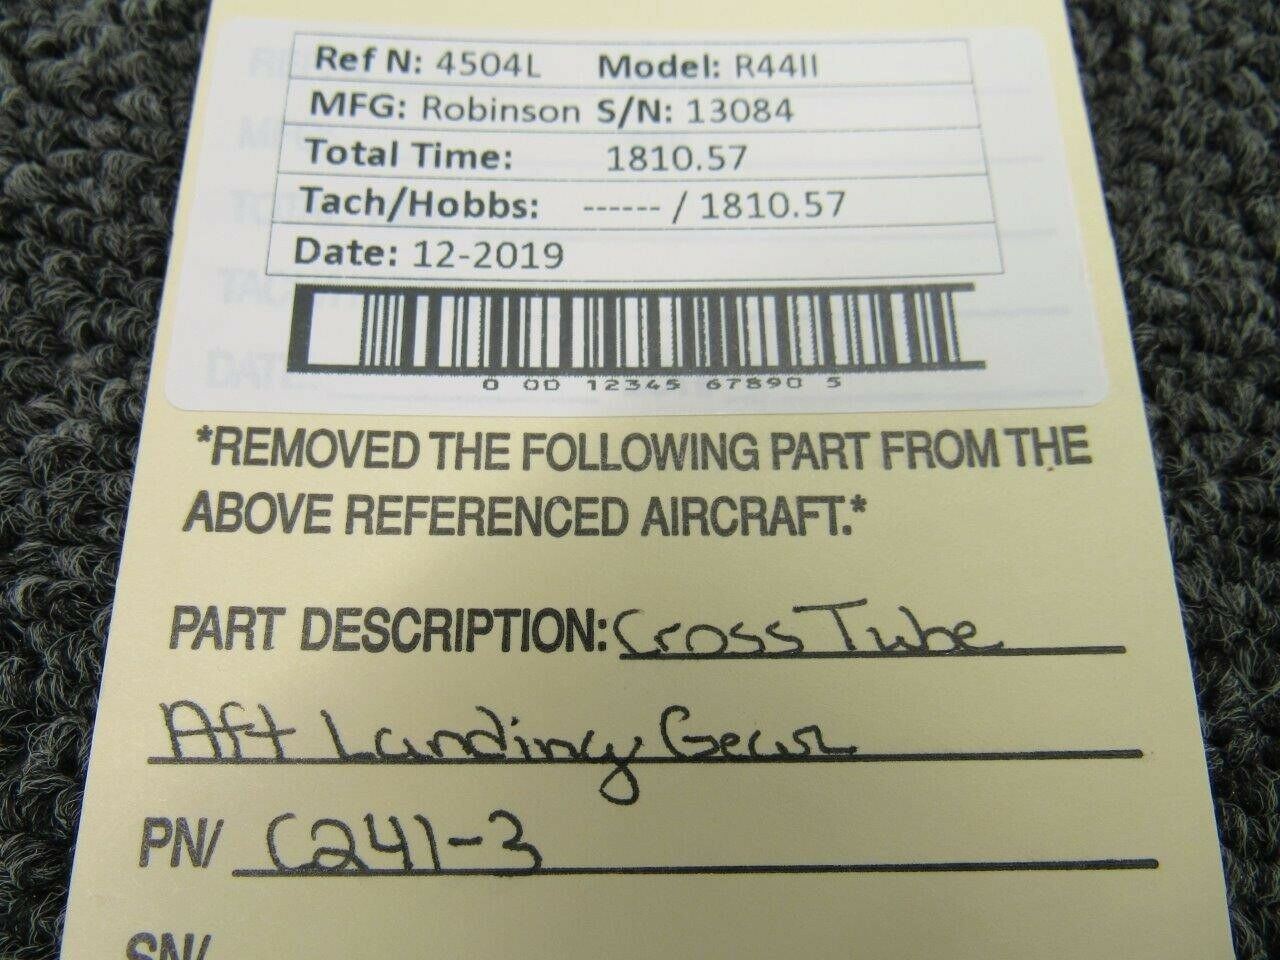 Ref N: 4504L Model: R44II
MFG: Robinson S/N: 13084
Total Time: 1810.57
Tach/Hobbs: ------ / 1810.57
Date: 12-2019
0 00 12345 67890 5
*REMOVED THE FOLLOWING PART FROM THE
ABOVE REFERENCED AIRCRAFT.*
PART DESCRIPTION: Cross Tube
Aft Landing Gear
PN/ C241-3
SN/